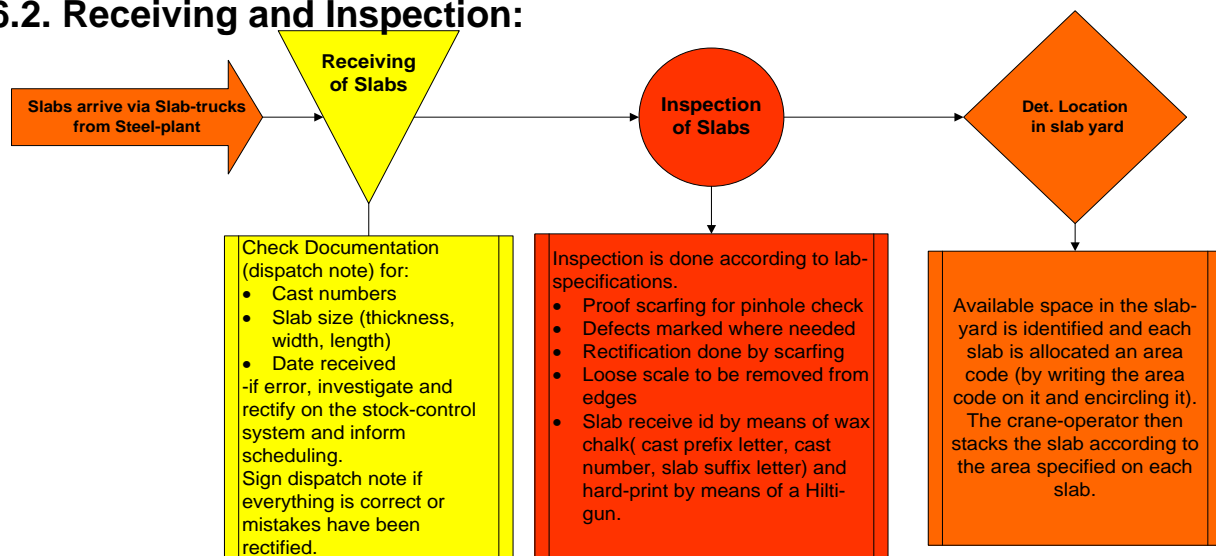 6.2. Receiving and Inspection:
Slabs arrive via Slab-trucks
from Steel-plant
Receiving
of Slabs
Inspection
of Slabs
Det. Location
in slab yard
Check Documentation
(dispatch note) for:
• Cast numbers
• Slab size (thickness,
width, length)
• Date received
-if error, investigate and
rectify on the stock-control
system and inform
scheduling.
Sign dispatch note if
everything is correct or
mistakes have been
rectified.
Inspection is done according to lab-
specifications.
• Proof scarfing for pinhole check
• Defects marked where needed
• Rectification done by scarfing
• Loose scale to be removed from
edges
• Slab receive id by means of wax
chalk( cast prefix letter, cast
number, slab suffix letter) and
hard-print by means of a Hilti-
gun.
Available space in the slab-
yard is identified and each
slab is allocated an area
code (by writing the area
code on it and encircling it).
The crane-operator then
stacks the slab according to
the area specified on each
slab.